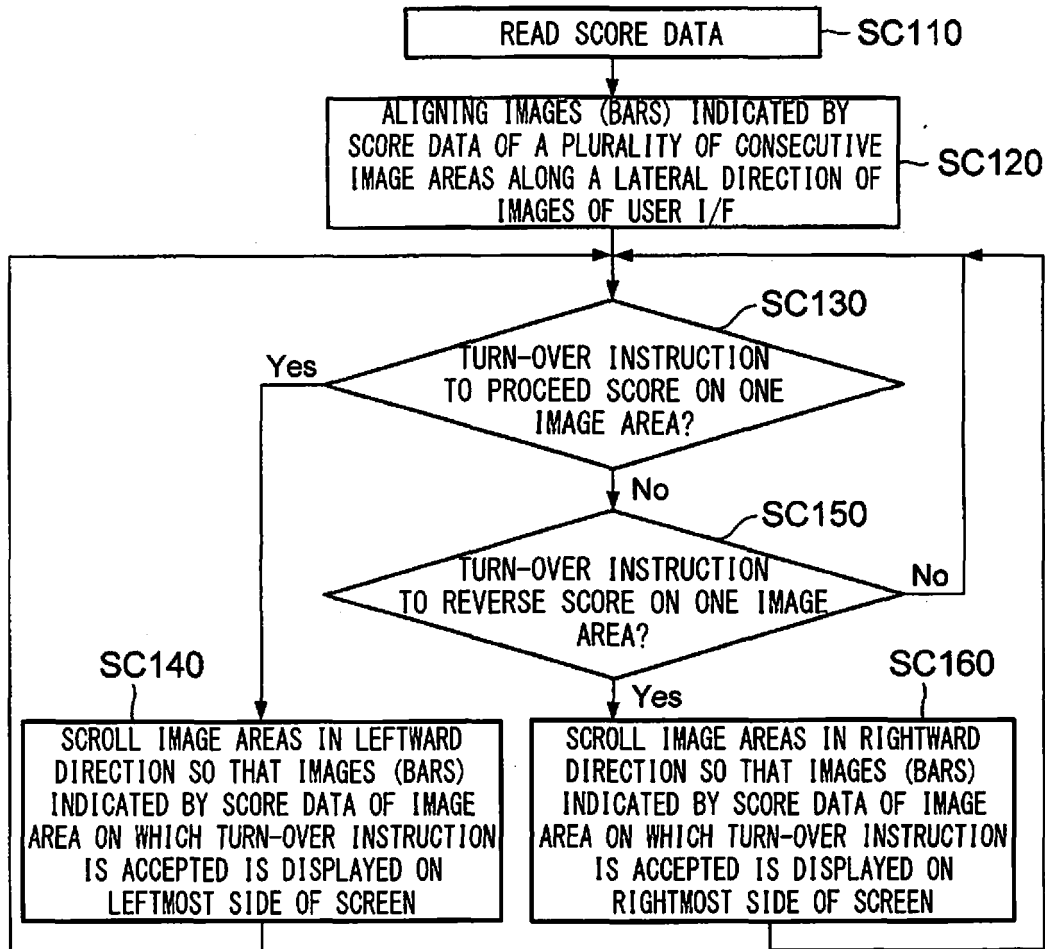 READ SCORE DATA
SC110
ALIGNING IMAGES (BARS) INDICATED BY
SCORE DATA OF A PLURALITY OF CONSECUTIVE
IMAGE AREAS ALONG A LATERAL DIRECTION OF
IMAGES OF USER I/F
SC120
SC130
Yes
TURN-OVER INSTRUCTION
TO PROCEED SCORE ON ONE
IMAGE AREA?
No
SC150
TURN-OVER INSTRUCTION
TO REVERSE SCORE ON ONE IMAGE
AREA?
No
Yes
SC140
SCROLL IMAGE AREAS IN LEFTWARD
DIRECTION SO THAT IMAGES (BARS)
INDICATED BY SCORE DATA OF IMAGE
AREA ON WHICH TURN-OVER INSTRUCTION
IS ACCEPTED IS DISPLAYED ON
LEFTMOST SIDE OF SCREEN
SC160
SCROLL IMAGE AREAS IN RIGHTWARD
DIRECTION SO THAT IMAGES (BARS)
INDICATED BY SCORE DATA OF IMAGE
AREA ON WHICH TURN-OVER INSTRUCTION
IS ACCEPTED IS DISPLAYED ON
RIGHTMOST SIDE OF SCREEN